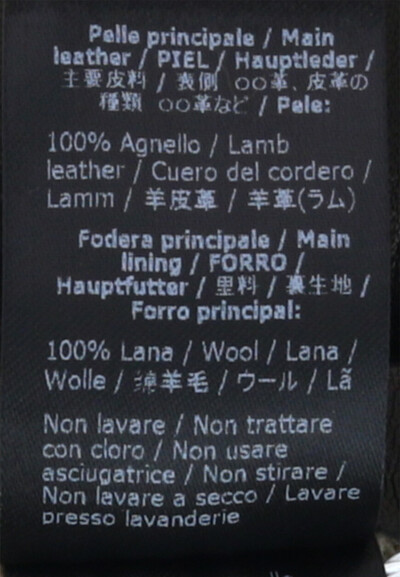 Pelle principale / Main
leather / PIEL / Hauptleder /
主要皮料 / 表側 ○○革、皮革の
種類 ○○革など / Pele:
100% Agnello / Lamb
leather / Cuero del cordero /
Lamm / 羊皮革 / 羊革(ラム)
Fodera principale / Main
lining / FORRO /
Hauptfutter / 里料 / 裏生地 /
Forro principal:
100% Lana / Wool / Lana /
Wolle / 绵羊毛 / ウール / Lã
Non lavare / Non trattare
con cloro / Non usare
asciugatrice / Non stirare /
Non lavare a secco / Lavare
presso lavanderie